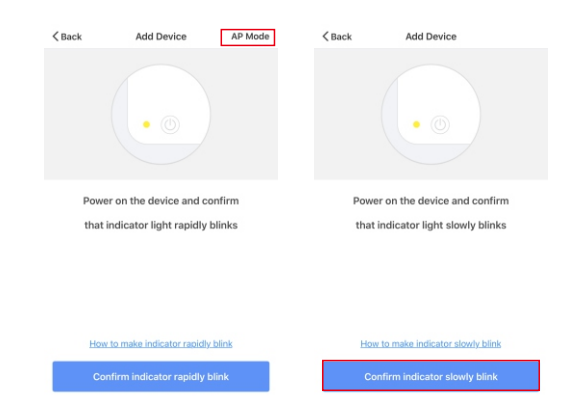 Back
Add Device
AP Mode
Power on the device and confirm
that indicator light rapidly blinks
How to make indicator rapidly blink
Confirm indicator rapidly blink
Back
Add Device
Power on the device and confirm
that indicator light slowly blinks
How to make indicator slowly blink
Confirm indicator slowly blink